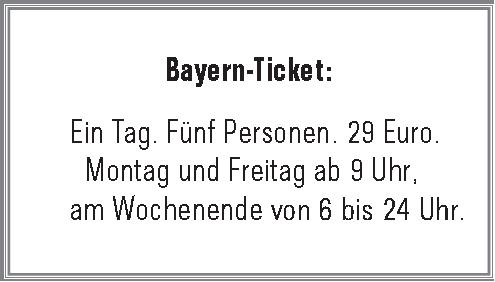 Bayern-Ticket:
Ein Tag. Fünf Personen. 29 Euro.
Montag und Freitag ab 9 Uhr,
am Wochenende von 6 bis 24 Uhr.